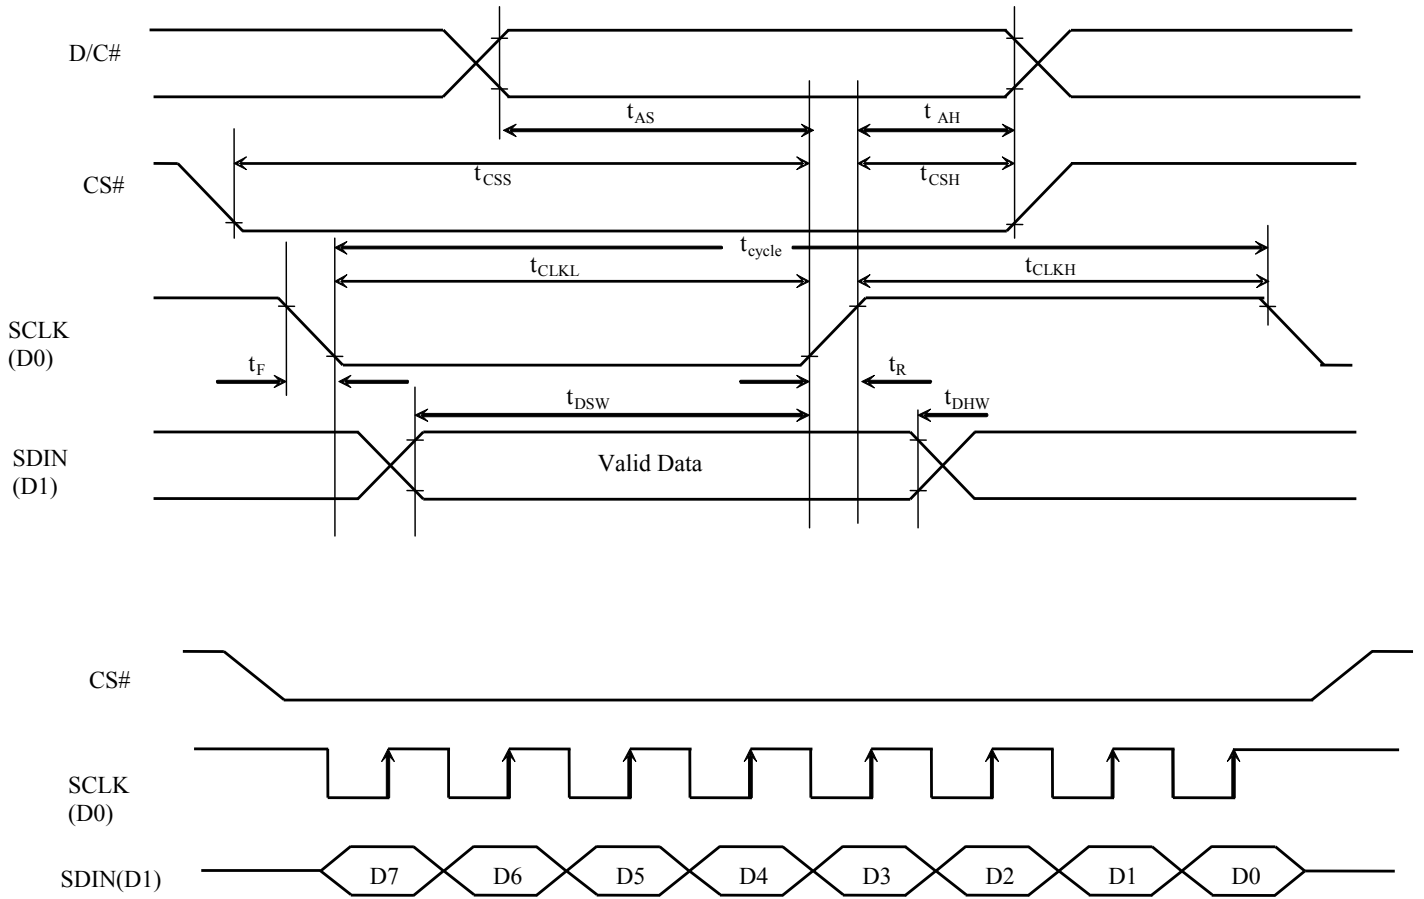 D/C#
tAS
t AH
CS#
tCSS
tCSH
tcycle
tCLKL
tCLKH
SCLK
(D0)
tF
tR
tDSW
tDHW
SDIN
(D1)
Valid Data
CS#
SCLK
(D0)
SDIN(D1)
D7 D6 D5 D4 D3 D2 D1 D0